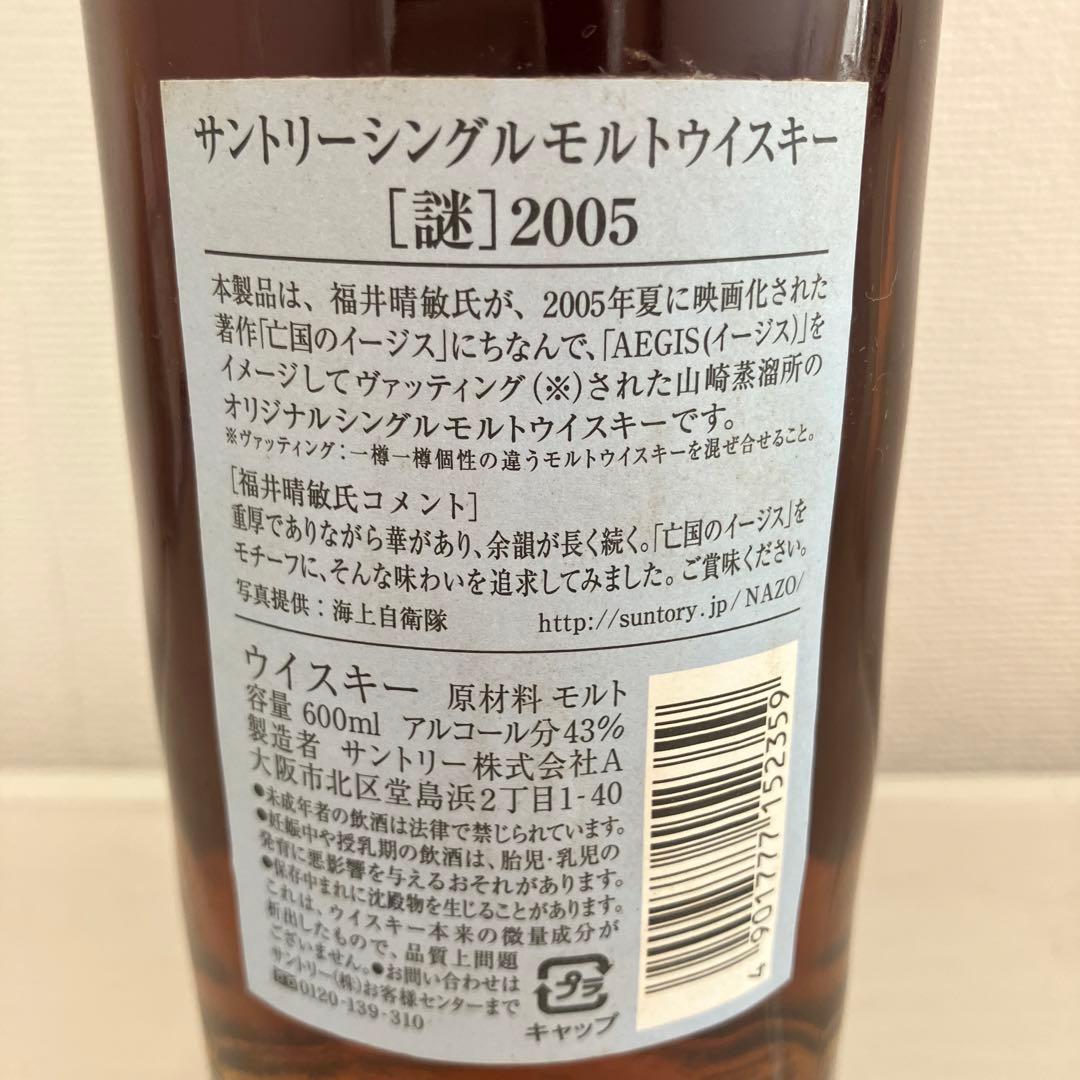 サントリーシングルモルトウイスキー
[謎]2005
本製品は、福井晴敏氏が、2005年夏に映画化された
著作「亡国のイージス」にちなんで、「AEGIS(イージス)」を
イメージしてヴァッティング(※)された山崎蒸溜所の
オリジナルシングルモルトウイスキーです。
※ヴァッティング:一樽一樽個性の違うモルトウイスキーを混ぜ合せること。
[福井晴敏氏コメント]
重厚でありながら華があり、余韻が長く続く。「亡国のイージス」を
モチーフに、そんな味わいを追求してみました。ご賞味ください。
写真提供:海上自衛隊 http://suntory.jp/NAZO/
ウイスキー 原材料 モルト
容量 600ml アルコール分43%
製造者 サントリー株式会社A
大阪市北区堂島浜2丁目1-40
●未成年者の飲酒は法律で禁じられています。
●妊娠中や授乳期の飲酒は、胎児・乳児の
発育に悪影響を与えるおそれがあります。
●保存中まれに沈殿物を生じることがあります。
これは、ウイスキー本来の微量成分が
析出したもので、品質上問題
ございません。●お問い合わせは
サントリー(株)お客様センターまで
0120-139-310
プラ
キャップ
4901777152359